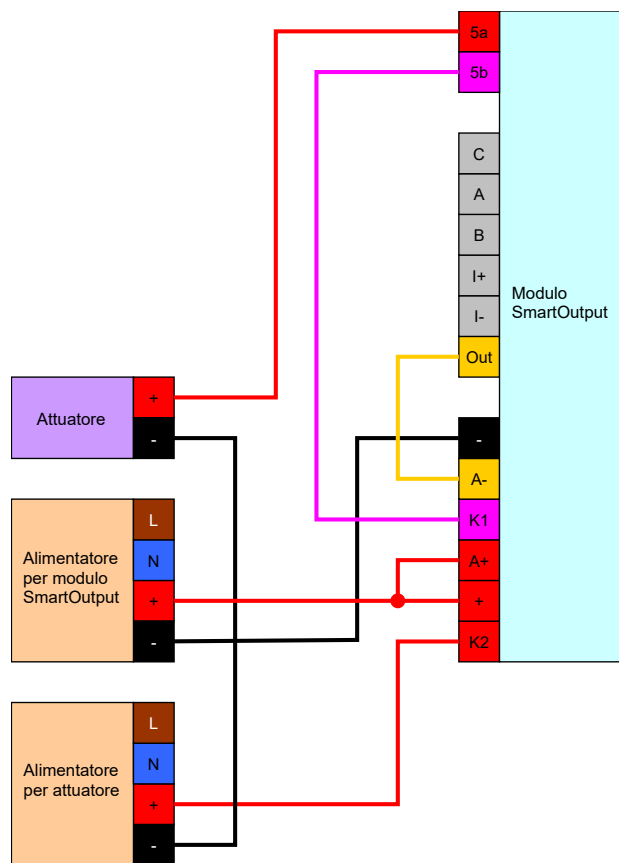 5a
5b
C
A
B
I+
I-
Out
-
A-
K1
A+
+
K2
Modulo
SmartOutput
Attuatore
+
-
Alimentatore
per modulo
SmartOutput
L
N
+
-
Alimentatore
per attuatore
L
N
+
-